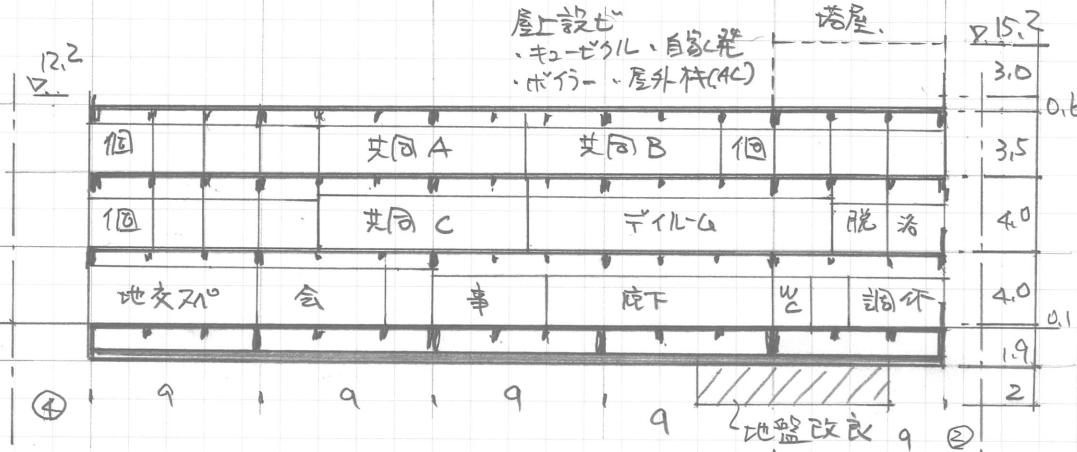 屋上設ビ
・キュービクル・自家発
・ボイラー・屋外機(AC)
塔屋
▽ 15.2
12.2
▽
3.0
0.6
個
共同A
共同B
個
3.5
個
共同C
デイルーム
脱
浴
4.0
地交スペ
会
事
廊下
WC
調
4.0
0.1
1.9
2
④
9
9
9
9
地盤改良
9
②